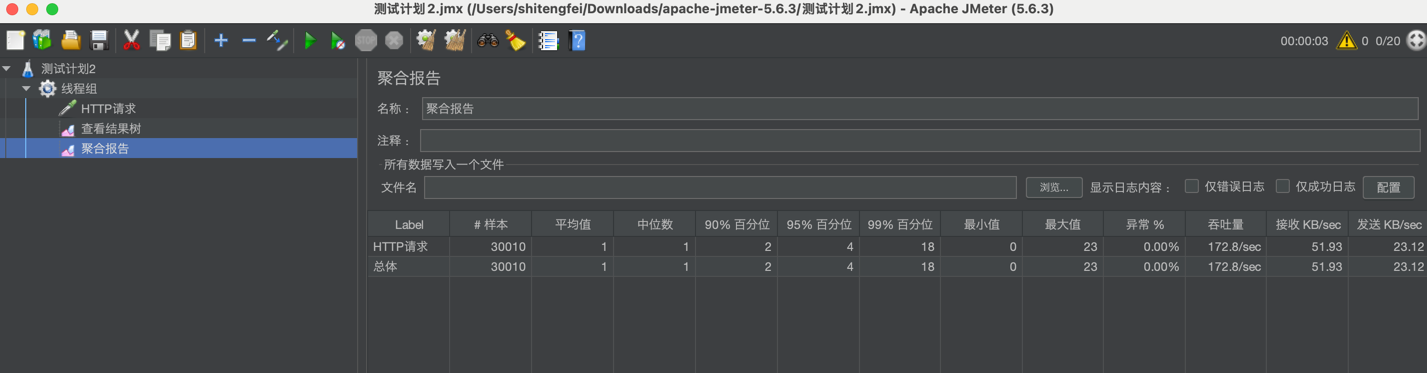 测试计划2.jmx (/Users/shitengfei/Downloads/apache-jmeter-5.6.3/测试计划2.jmx) - Apache JMeter (5.6.3)
STOP
00:00:03 0 0/20
测试计划2
线程组
HTTP请求
查看结果树
聚合报告
聚合报告
名称： 聚合报告
注释：
所有数据写入一个文件
文件名 浏览... 显示日志内容： 仅错误日志 仅成功日志 配置
Label # 样本 平均值 中位数 90% 百分位 95% 百分位 99% 百分位 最小值 最大值 异常 % 吞吐量 接收 KB/sec 发送 KB/sec
HTTP请求 30010 1 1 2 4 18 0 23 0.00% 172.8/sec 51.93 23.12
总体 30010 1 1 2 4 18 0 23 0.00% 172.8/sec 51.93 23.12